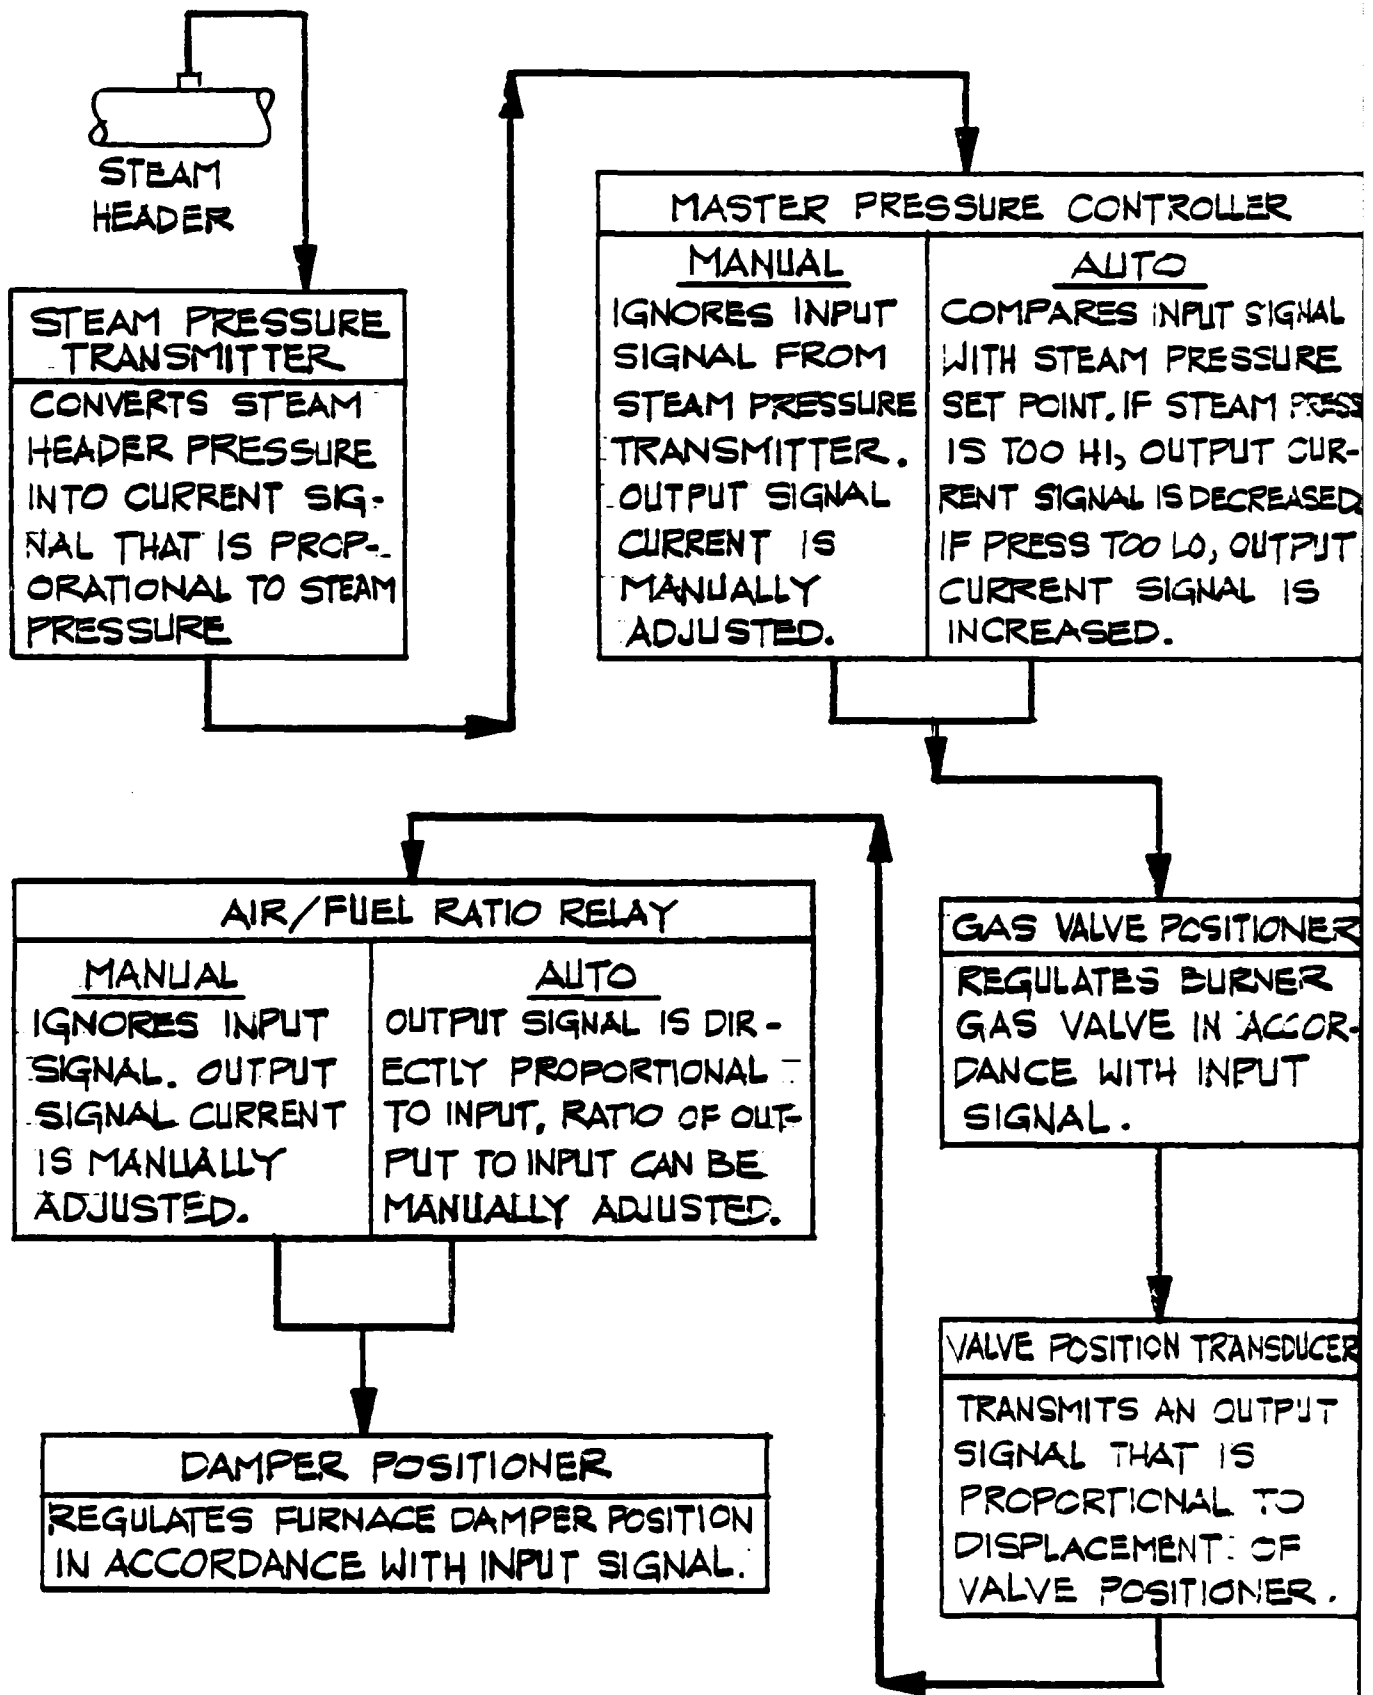 STEAM
HEADER
STEAM PRESSURE
TRANSMITTER
CONVERTS STEAM
HEADER PRESSURE
INTO CURRENT SIG-
NAL THAT IS PROP-
ORATIONAL TO STEAM
PRESSURE
MASTER PRESSURE CONTROLLER
MANUAL
IGNORES INPUT
SIGNAL FROM
STEAM PRESSURE
TRANSMITTER.
OUTPUT SIGNAL
CURRENT IS
MANUALLY
ADJUSTED.
AUTO
COMPARES INPUT SIGNAL
WITH STEAM PRESSURE
SET POINT. IF STEAM PRESS
IS TOO HI, OUTPUT CUR-
RENT SIGNAL IS DECREASED
IF PRESS TOO LO, OUTPUT
CURRENT SIGNAL IS
INCREASED.
GAS VALVE POSITIONER
REGULATES BURNER
GAS VALVE IN ACCOR-
DANCE WITH INPUT
SIGNAL.
VALVE POSITION TRANSDUCER
TRANSMITS AN OUTPUT
SIGNAL THAT IS
PROPORTIONAL TO
DISPLACEMENT OF
VALVE POSITIONER.
AIR/FUEL RATIO RELAY
MANUAL
IGNORES INPUT
SIGNAL. OUTPUT
SIGNAL CURRENT
IS MANUALLY
ADJUSTED.
AUTO
OUTPUT SIGNAL IS DIR-
ECTLY PROPORTIONAL
TO INPUT, RATIO OF OUT-
PUT TO INPUT CAN BE
MANUALLY ADJUSTED.
DAMPER POSITIONER
REGULATES FURNACE DAMPER POSITION
IN ACCORDANCE WITH INPUT SIGNAL.